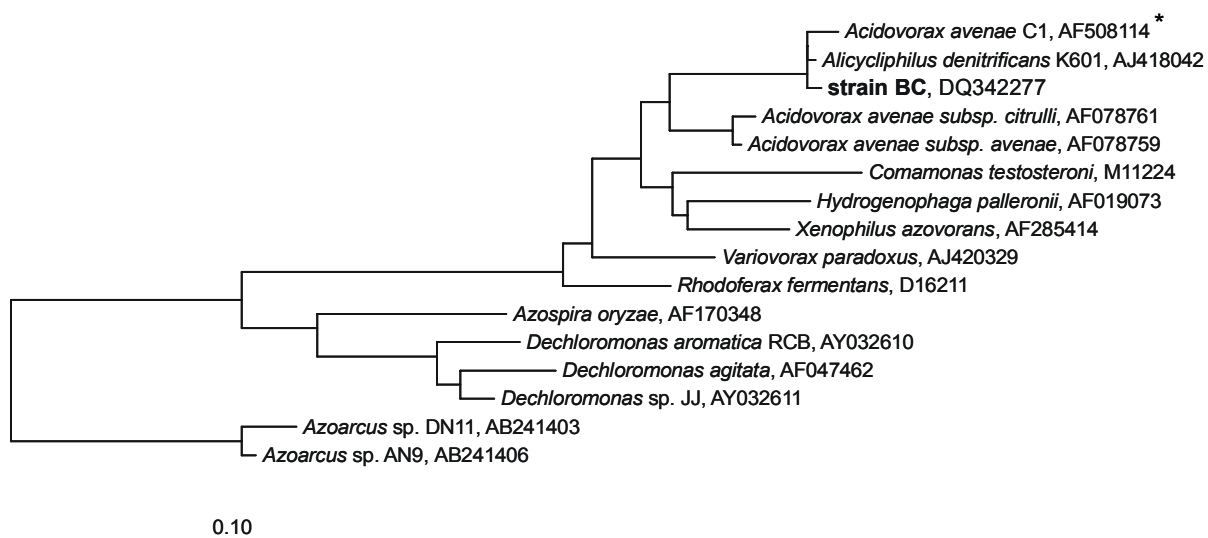 Acidovorax avenae C1, AF508114 *
Alicycliphilus denitrificans K601, AJ418042
strain BC, DQ342277
Acidovorax avenae subsp. citrulli, AF078761
Acidovorax avenae subsp. avenae, AF078759
Comamonas testosteroni, M11224
Hydrogenophaga palleronii, AF019073
Xenophilus azovorans, AF285414
Variovorax paradoxus, AJ420329
Rhodoferax fermentans, D16211
Azospira oryzae, AF170348
Dechloromonas aromatica RCB, AY032610
Dechloromonas agitata, AF047462
Dechloromonas sp. JJ, AY032611
Azoarcus sp. DN11, AB241403
Azoarcus sp. AN9, AB241406
0.10